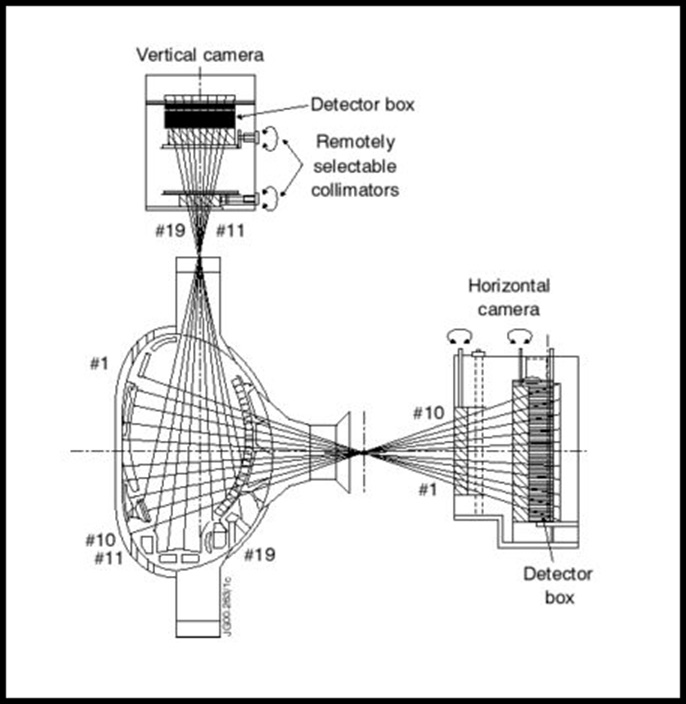 Vertical camera
Detector box
Remotely
selectable
collimators
#19 #11
Horizontal
camera
#1
#10
#1
#10
#11
#19
Detector
box
JG00.263/1c